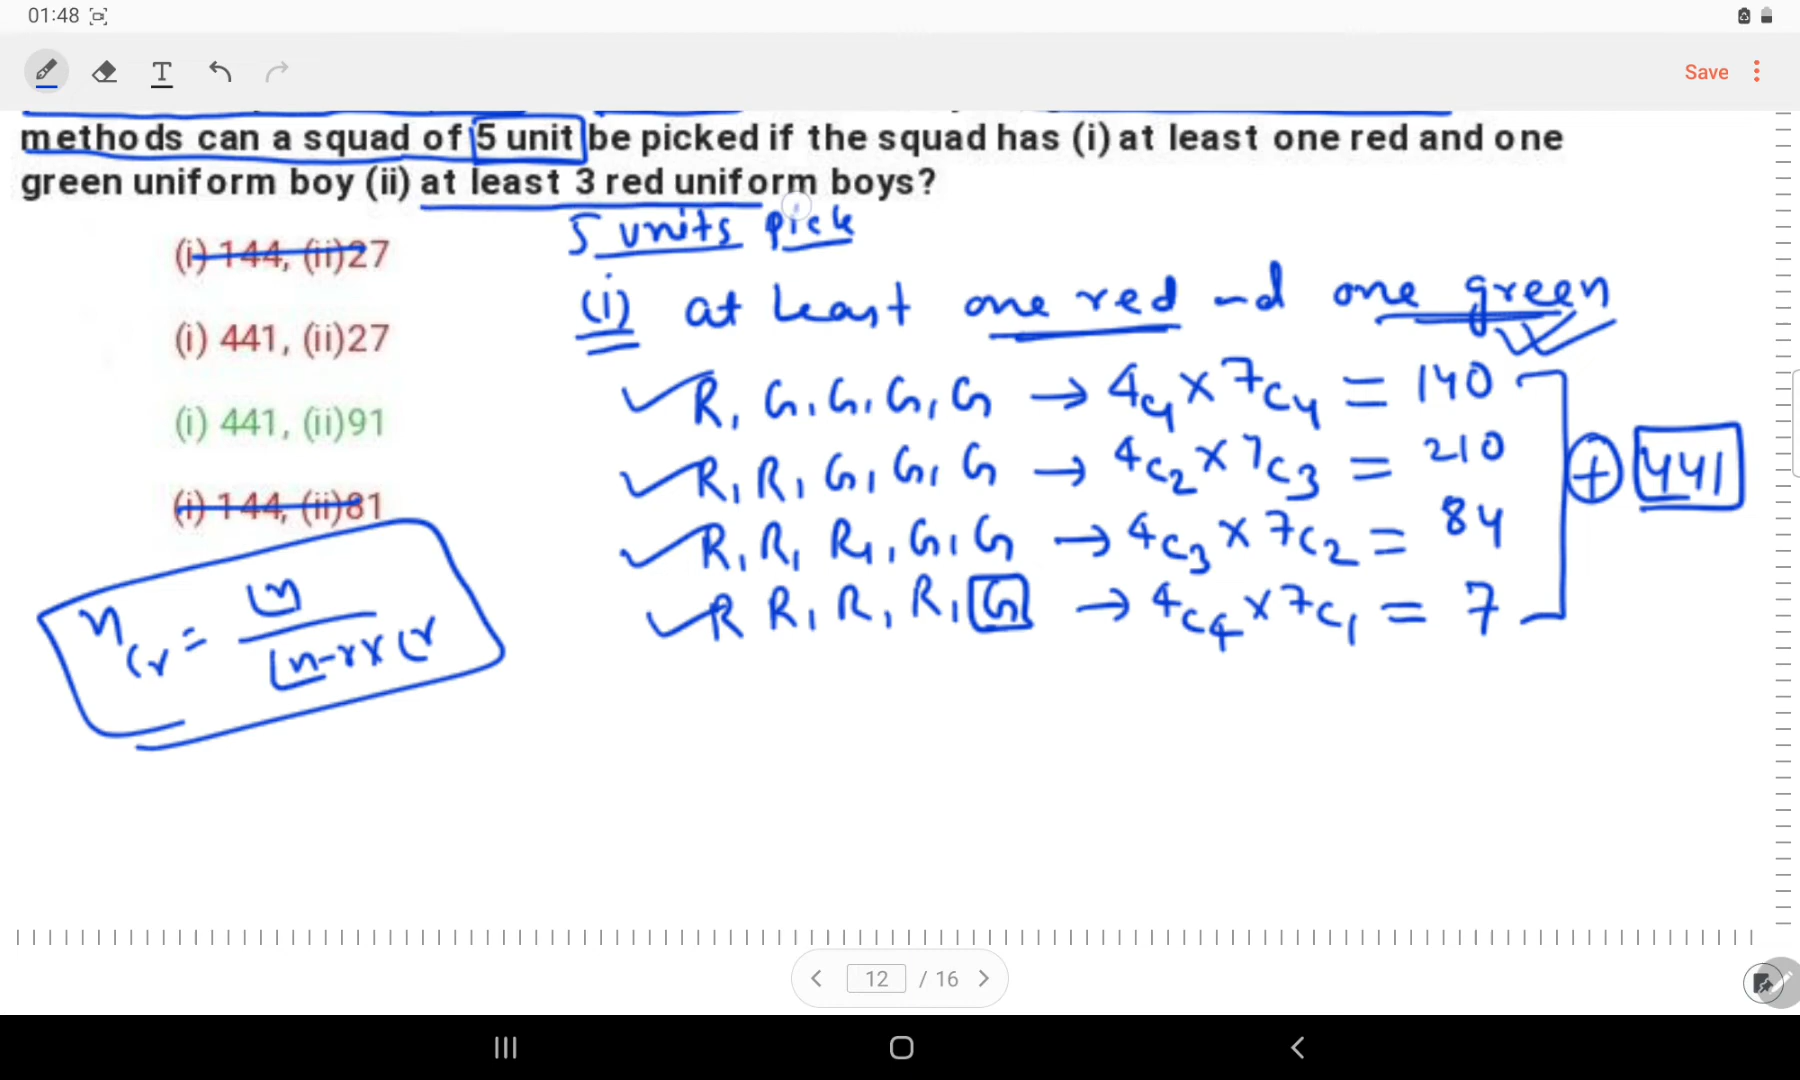 01:48
Save
methods can a squad of 5 unit be picked if the squad has (i) at least one red and one
green uniform boy (ii) at least 3 red uniform boys?
(i) 144, (ii)27
(i) 441, (ii)27
(i) 441, (ii)91
(i) 144, (ii)81
5 units pick
(i) at least one red and one green
R, G, G, G, G → 4C1 × 7C4 = 140
R, R, G, G, G → 4C2 × 7C3 = 210
R, R, R, G, G → 4C3 × 7C2 = 84
R R, R, R, G → 4C4 × 7C1 = 7
+ 441
nCr = ⌊n / ⌊n-r × ⌊r
12 / 16